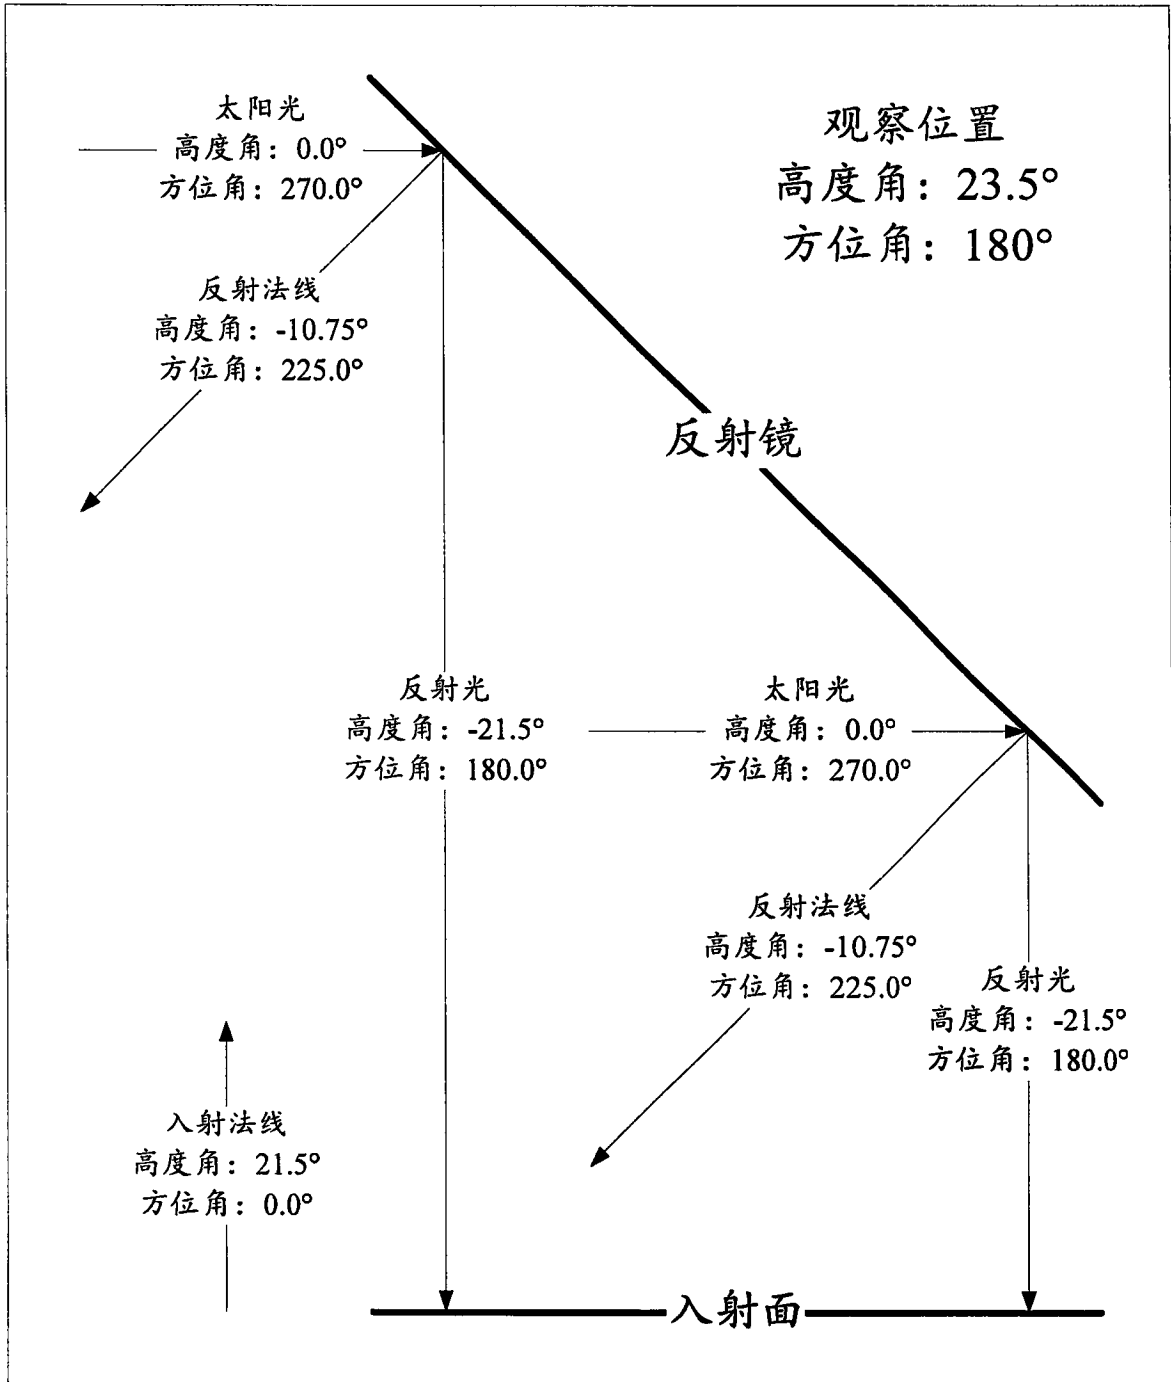 太阳光
高度角：0.0°
方位角：270.0°
观察位置
高度角：23.5°
方位角：180°
反射法线
高度角：-10.75°
方位角：225.0°
反射镜
反射光
高度角：-21.5°
方位角：180.0°
太阳光
高度角：0.0°
方位角：270.0°
反射法线
高度角：-10.75°
方位角：225.0°
反射光
高度角：-21.5°
方位角：180.0°
入射法线
高度角：21.5°
方位角：0.0°
入射面